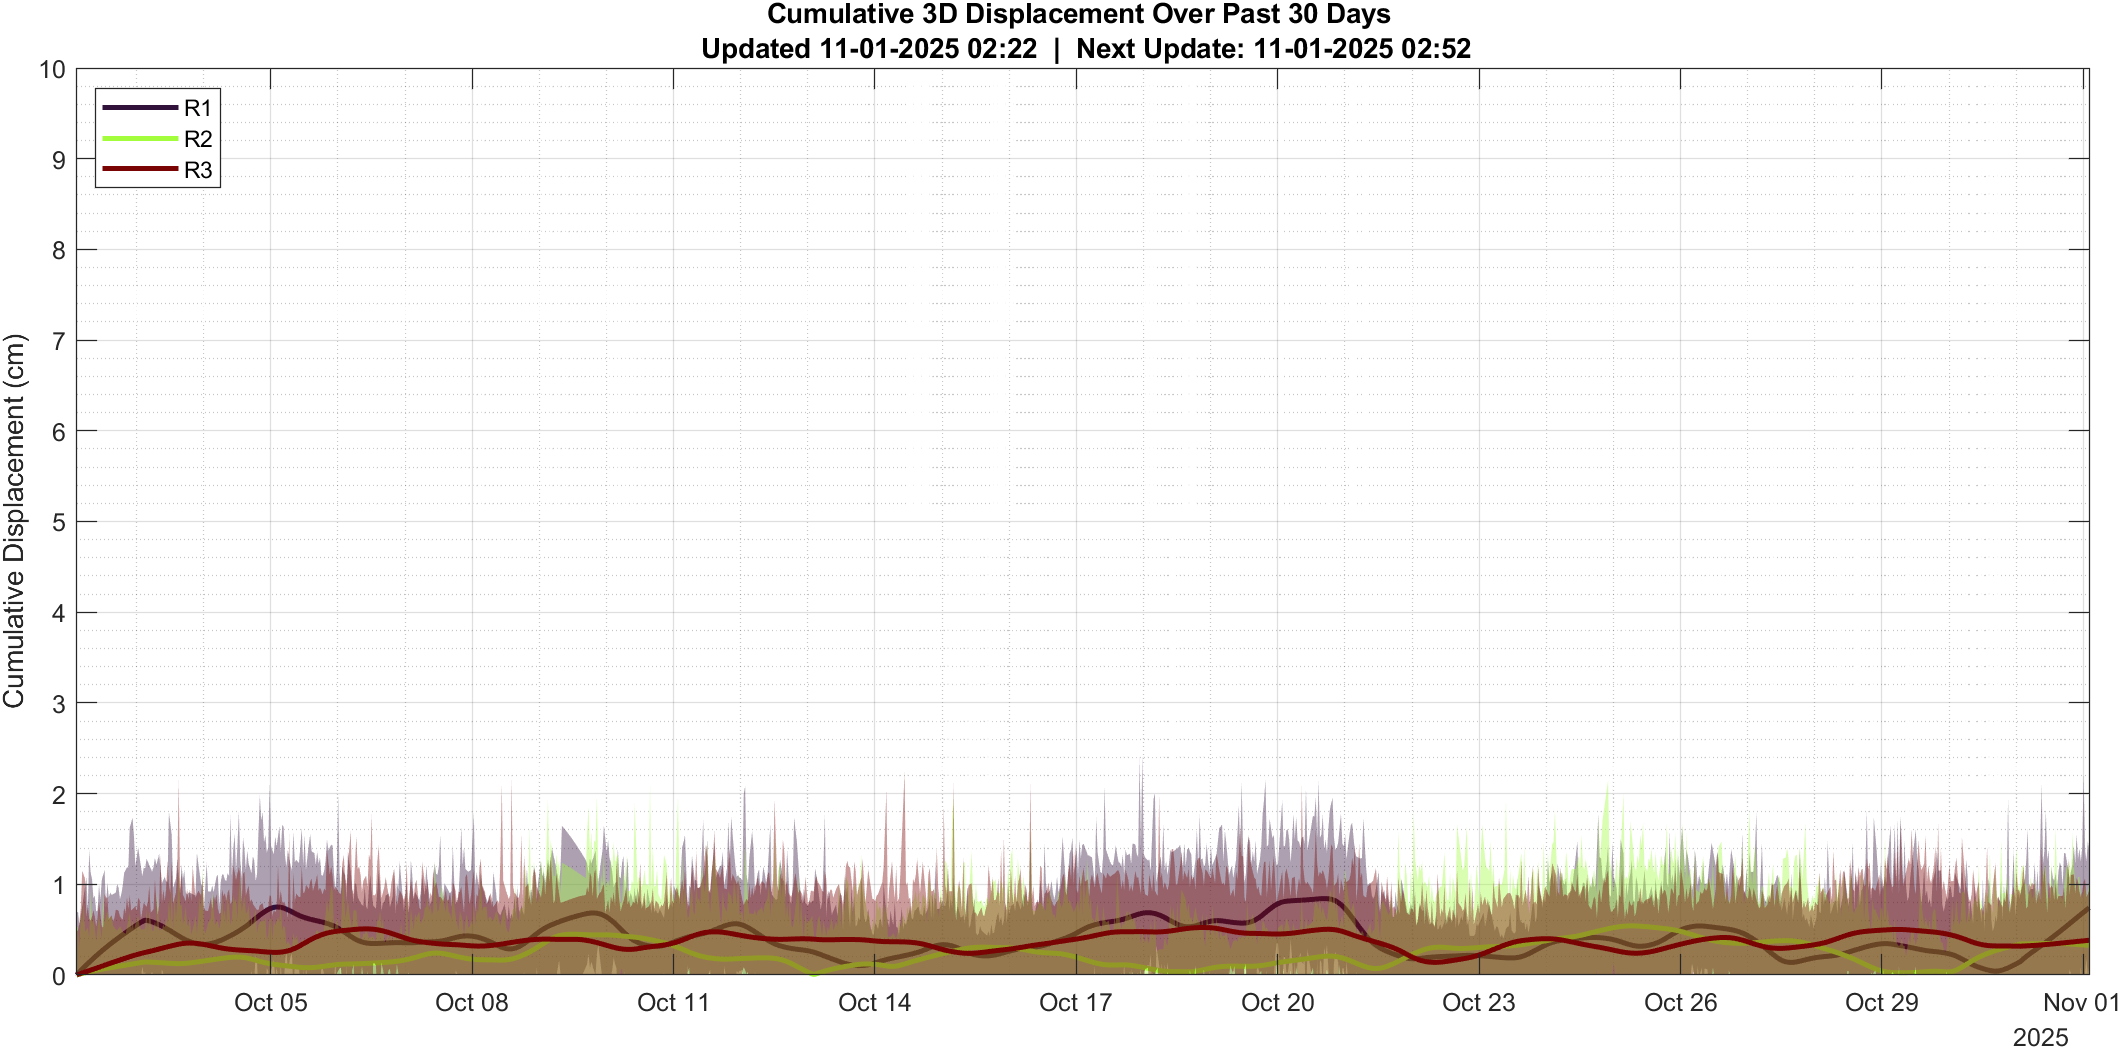 Cumulative 3D Displacement Over Past 30 Days
Updated 11-01-2025 02:22 | Next Update: 11-01-2025 02:52
Cumulative Displacement (cm)
10
9
8
7
6
5
4
3
2
1
0
R1
R2
R3
Oct 05
Oct 08
Oct 11
Oct 14
Oct 17
Oct 20
Oct 23
Oct 26
Oct 29
Nov 01
2025